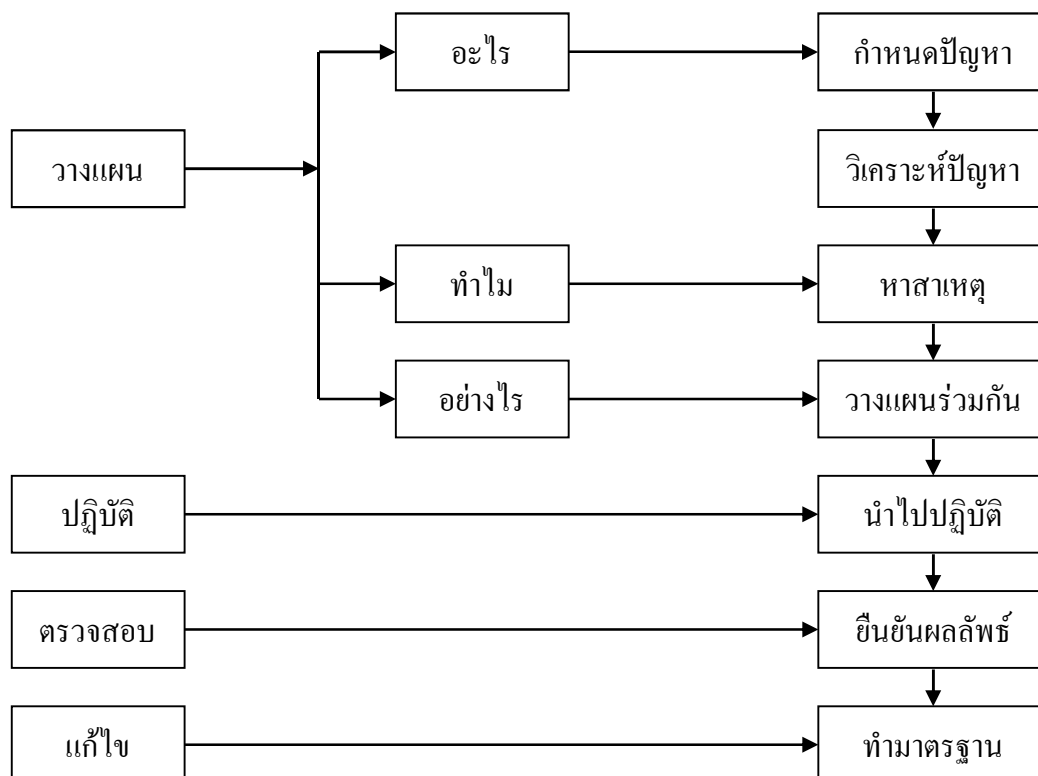 อะไร
กำหนดปัญหา
วางแผน
วิเคราะห์ปัญหา
ทำไม
หาสาเหตุ
อย่างไร
วางแผนร่วมกัน
ปฏิบัติ
นำไปปฏิบัติ
ตรวจสอบ
ยืนยันผลลัพธ์
แก้ไข
ทำมาตรฐาน